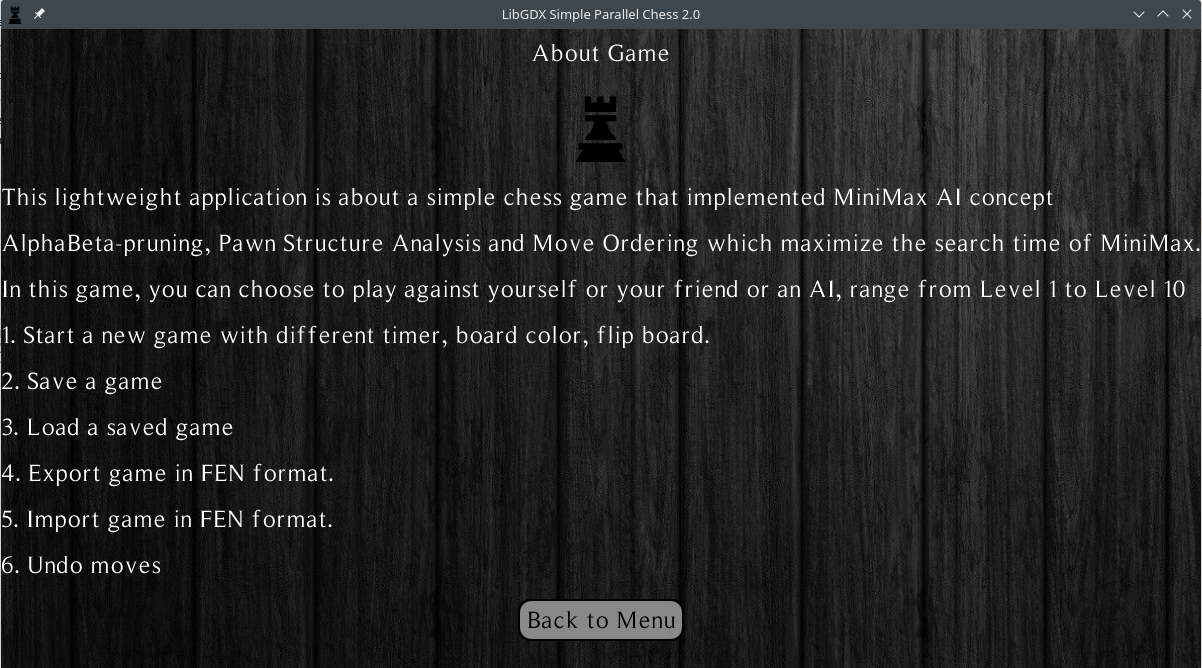 LibGDX Simple Parallel Chess 2.0
About Game
This lightweight application is about a simple chess game that implemented MiniMax AI concept
AlphaBeta-pruning, Pawn Structure Analysis and Move Ordering which maximize the search time of MiniMax.
In this game, you can choose to play against yourself or your friend or an AI, range from Level 1 to Level 10
1. Start a new game with different timer, board color, flip board.
2. Save a game
3. Load a saved game
4. Export game in FEN format.
5. Import game in FEN format.
6. Undo moves
Back to Menu